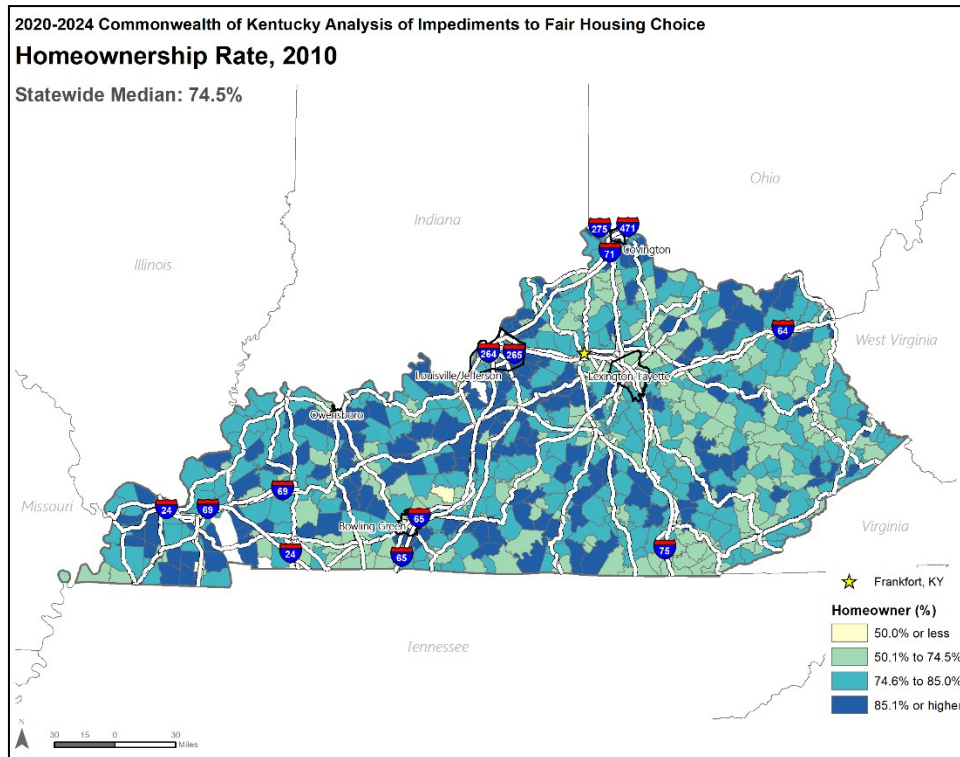 2020-2024 Commonwealth of Kentucky Analysis of Impediments to Fair Housing Choice
Homeownership Rate, 2010
Statewide Median: 74.5%
Ohio
Indiana
275
471
Illinois
71
Covington
64
West Virginia
264
265
Louisville/Jefferson
Lexington-Fayette
Owensboro
69
Missouri
24
69
65
Bowling Green
Virginia
24
65
75
Frankfort, KY
Homeowner (%)
50.0% or less
50.1% to 74.5%
74.6% to 85.0%
85.1% or higher
Tennessee
N
30 15 0 30
Miles